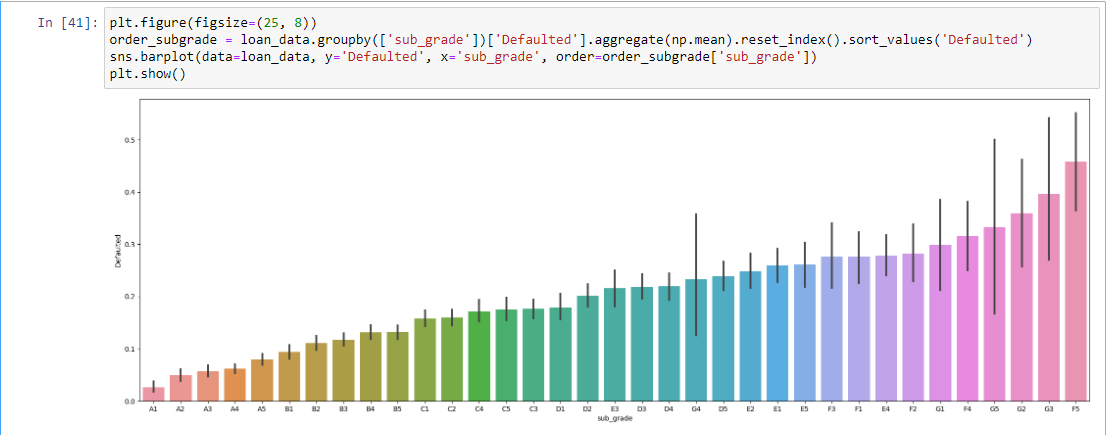 In [41]:
plt.figure(figsize=(25, 8))
order_subgrade = loan_data.groupby(['sub_grade'])['Defaulted'].aggregate(np.mean).reset_index().sort_values('Defaulted')
sns.barplot(data=loan_data, y='Defaulted', x='sub_grade', order=order_subgrade['sub_grade'])
plt.show()
0.5
0.4
0.3
0.2
0.1
0.0
Defaulted
A1 A2 A3 A4 A5 B1 B2 B3 B4 B5 C1 C2 C4 C5 C3 D1 D2 E3 D3 D4 G4 D5 E2 E1 E5 F3 F1 E4 F2 G1 F4 G5 G2 G3 F5
sub_grade